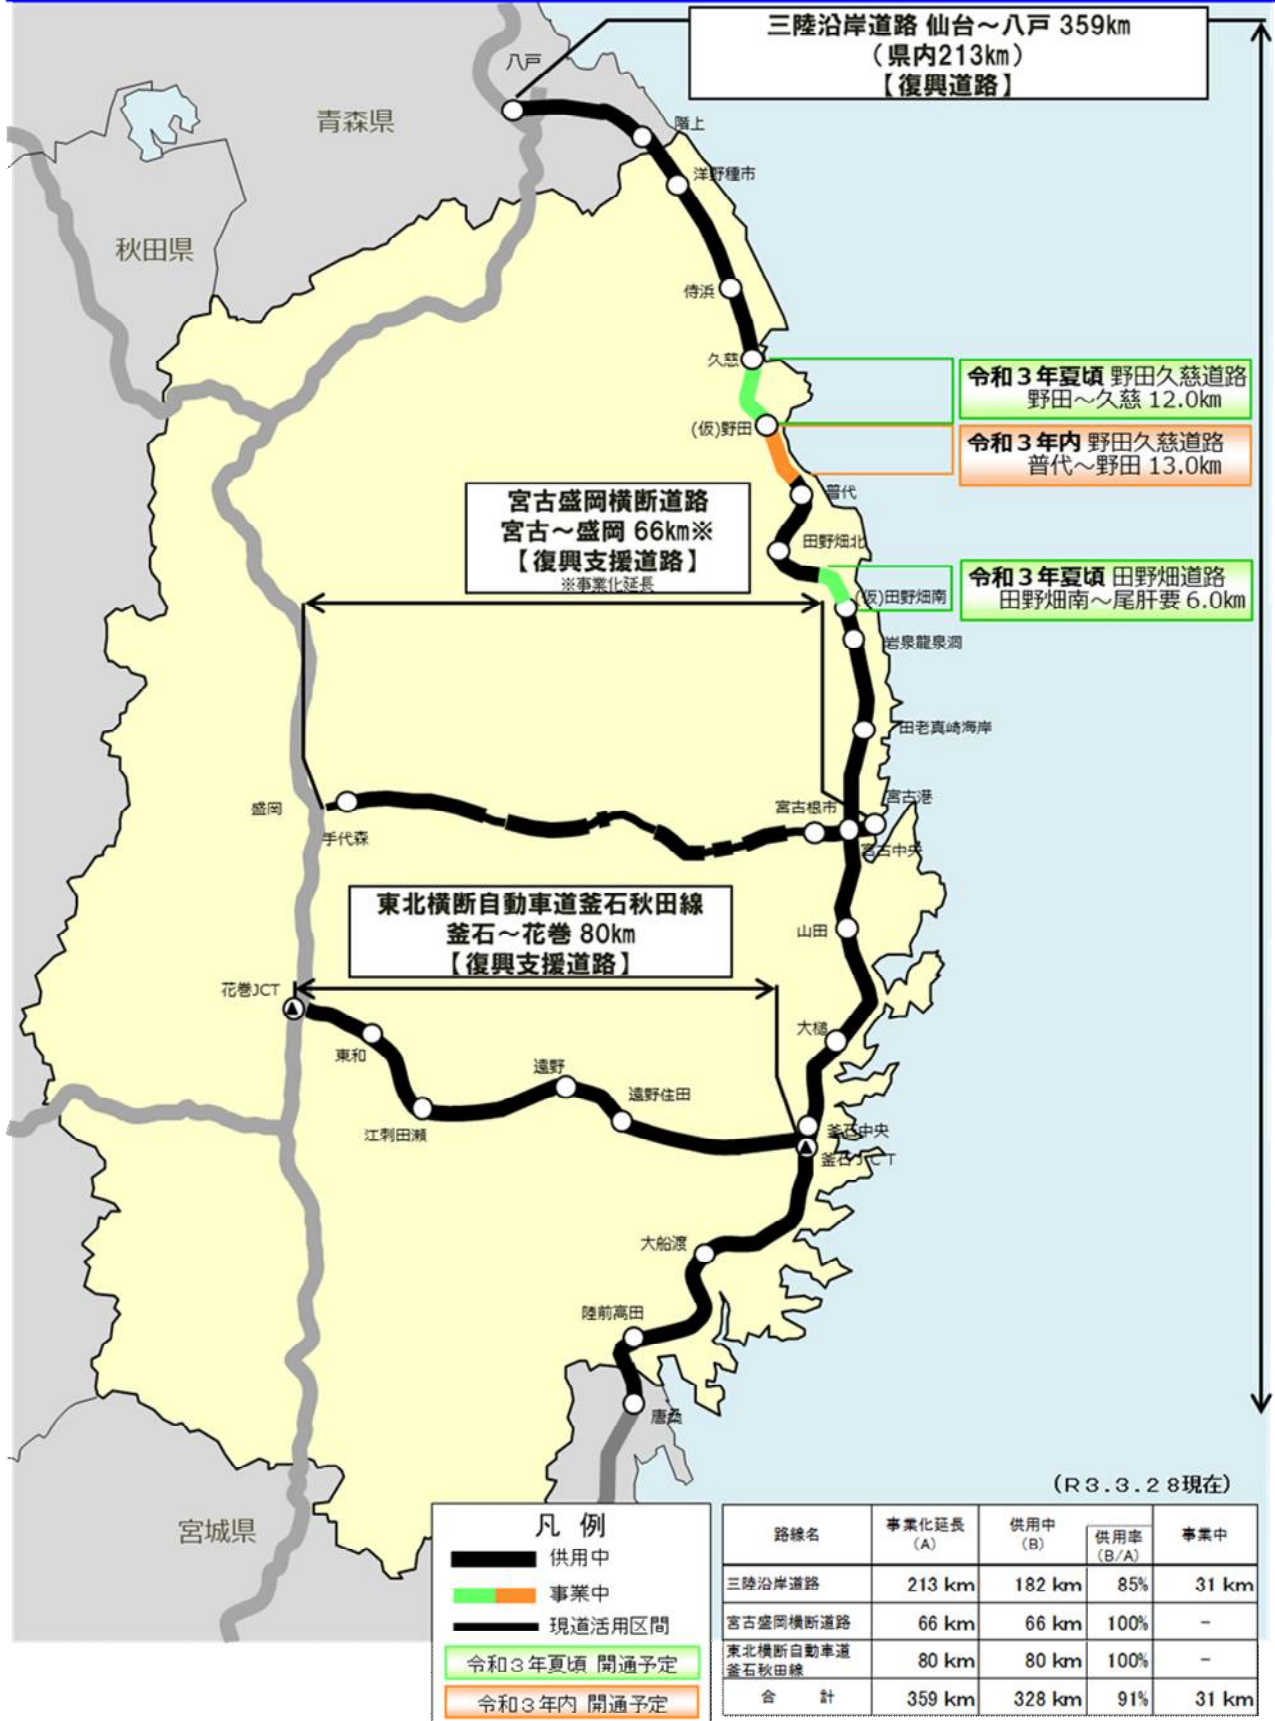 三陸沿岸道路 仙台～八戸 359km
（県内213km）
【復興道路】
八戸
青森県
階上
洋野種市
秋田県
侍浜
久慈
令和３年夏頃 野田久慈道路
野田～久慈 12.0km
(仮)野田
令和３年内 野田久慈道路
普代～野田 13.0km
普代
宮古盛岡横断道路
宮古～盛岡 66km※
【復興支援道路】
※事業化延長
田野畑北
令和３年夏頃 田野畑道路
田野畑南～尾肝要 6.0km
(仮)田野畑南
岩泉龍泉洞
田老真崎海岸
宮古港
盛岡
手代森
宮古根市
宮古中央
東北横断自動車道釜石秋田線
釜石～花巻 80km
【復興支援道路】
山田
花巻JCT
大槌
東和
遠野
遠野住田
江刺田瀬
釜石中央
釜石ＪＣＴ
大船渡
陸前高田
唐桑
宮城県
(Ｒ３.３.２８現在)
凡 例
供用中
事業中
現道活用区間
令和３年夏頃 開通予定
令和３年内 開通予定
路線名 事業化延長（A） 供用中（B） 供用率（B/A） 事業中
三陸沿岸道路 213 km 182 km 85% 31 km
宮古盛岡横断道路 66 km 66 km 100% －
東北横断自動車道
釜石秋田線 80 km 80 km 100% －
合 計 359 km 328 km 91% 31 km